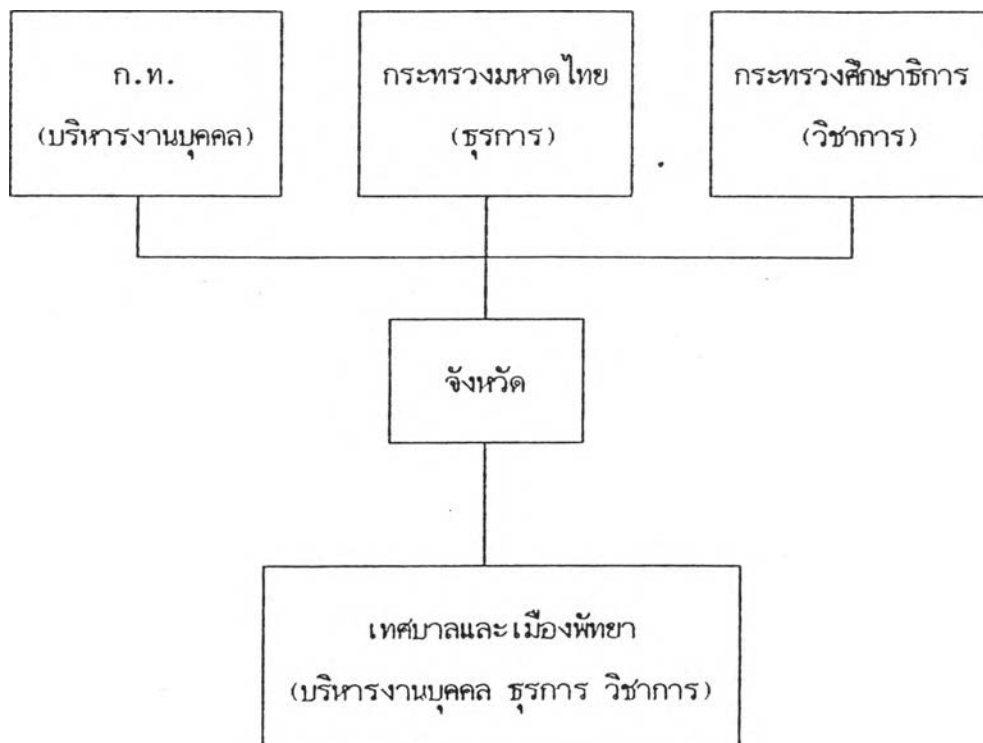 ก.ท.
(บริหารงานบุคคล)
กระทรวงมหาดไทย
(ธุรการ)
กระทรวงศึกษาธิการ
(วิชาการ)
จังหวัด
เทศบาลและเมืองพัทยา
(บริหารงานบุคคล ธุรการ วิชาการ)